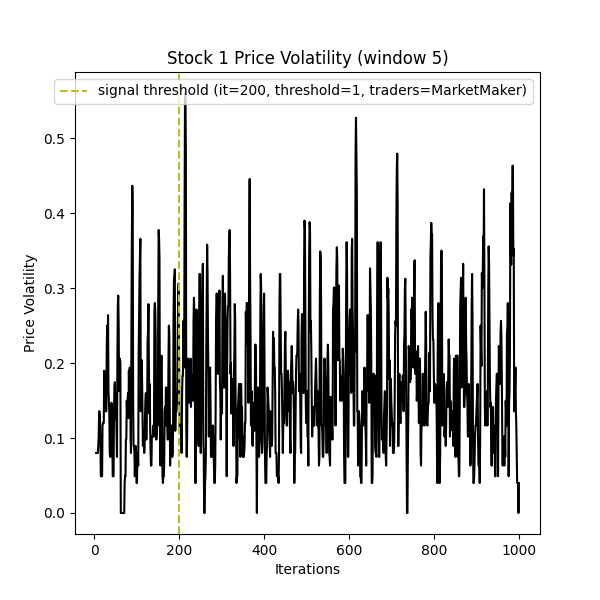 Stock 1 Price Volatility (window 5)
signal threshold (it=200, threshold=1, traders=MarketMaker)
Price Volatility
0.5
0.4
0.3
0.2
0.1
0.0
0 200 400 600 800 1000
Iterations